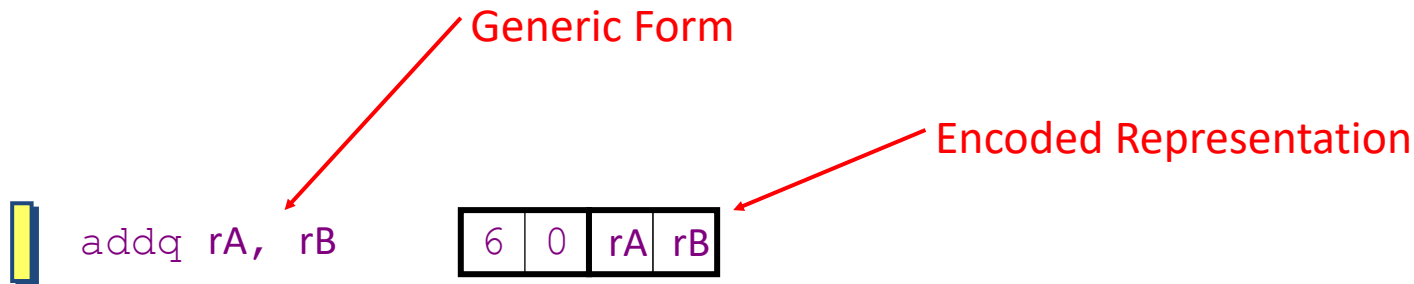 Generic Form
Encoded Representation
addq rA, rB 6 0 rA rB